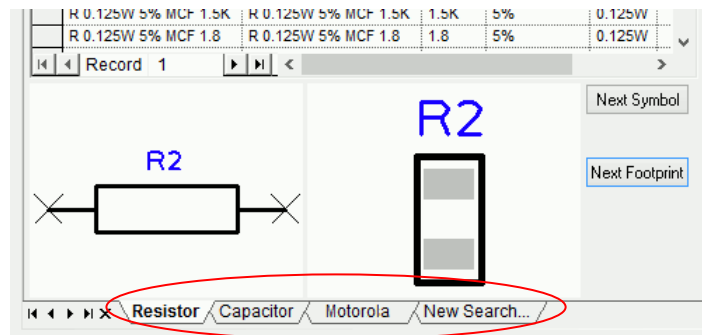 R 0.125W 5% MCF 1.5K R 0.125W 5% MCF 1.5K 1.5K 5% 0.125W
R 0.125W 5% MCF 1.8 R 0.125W 5% MCF 1.8 1.8 5% 0.125W
Record 1
Next Symbol
R2
R2
Next Footprint
Resistor Capacitor Motorola New Search...